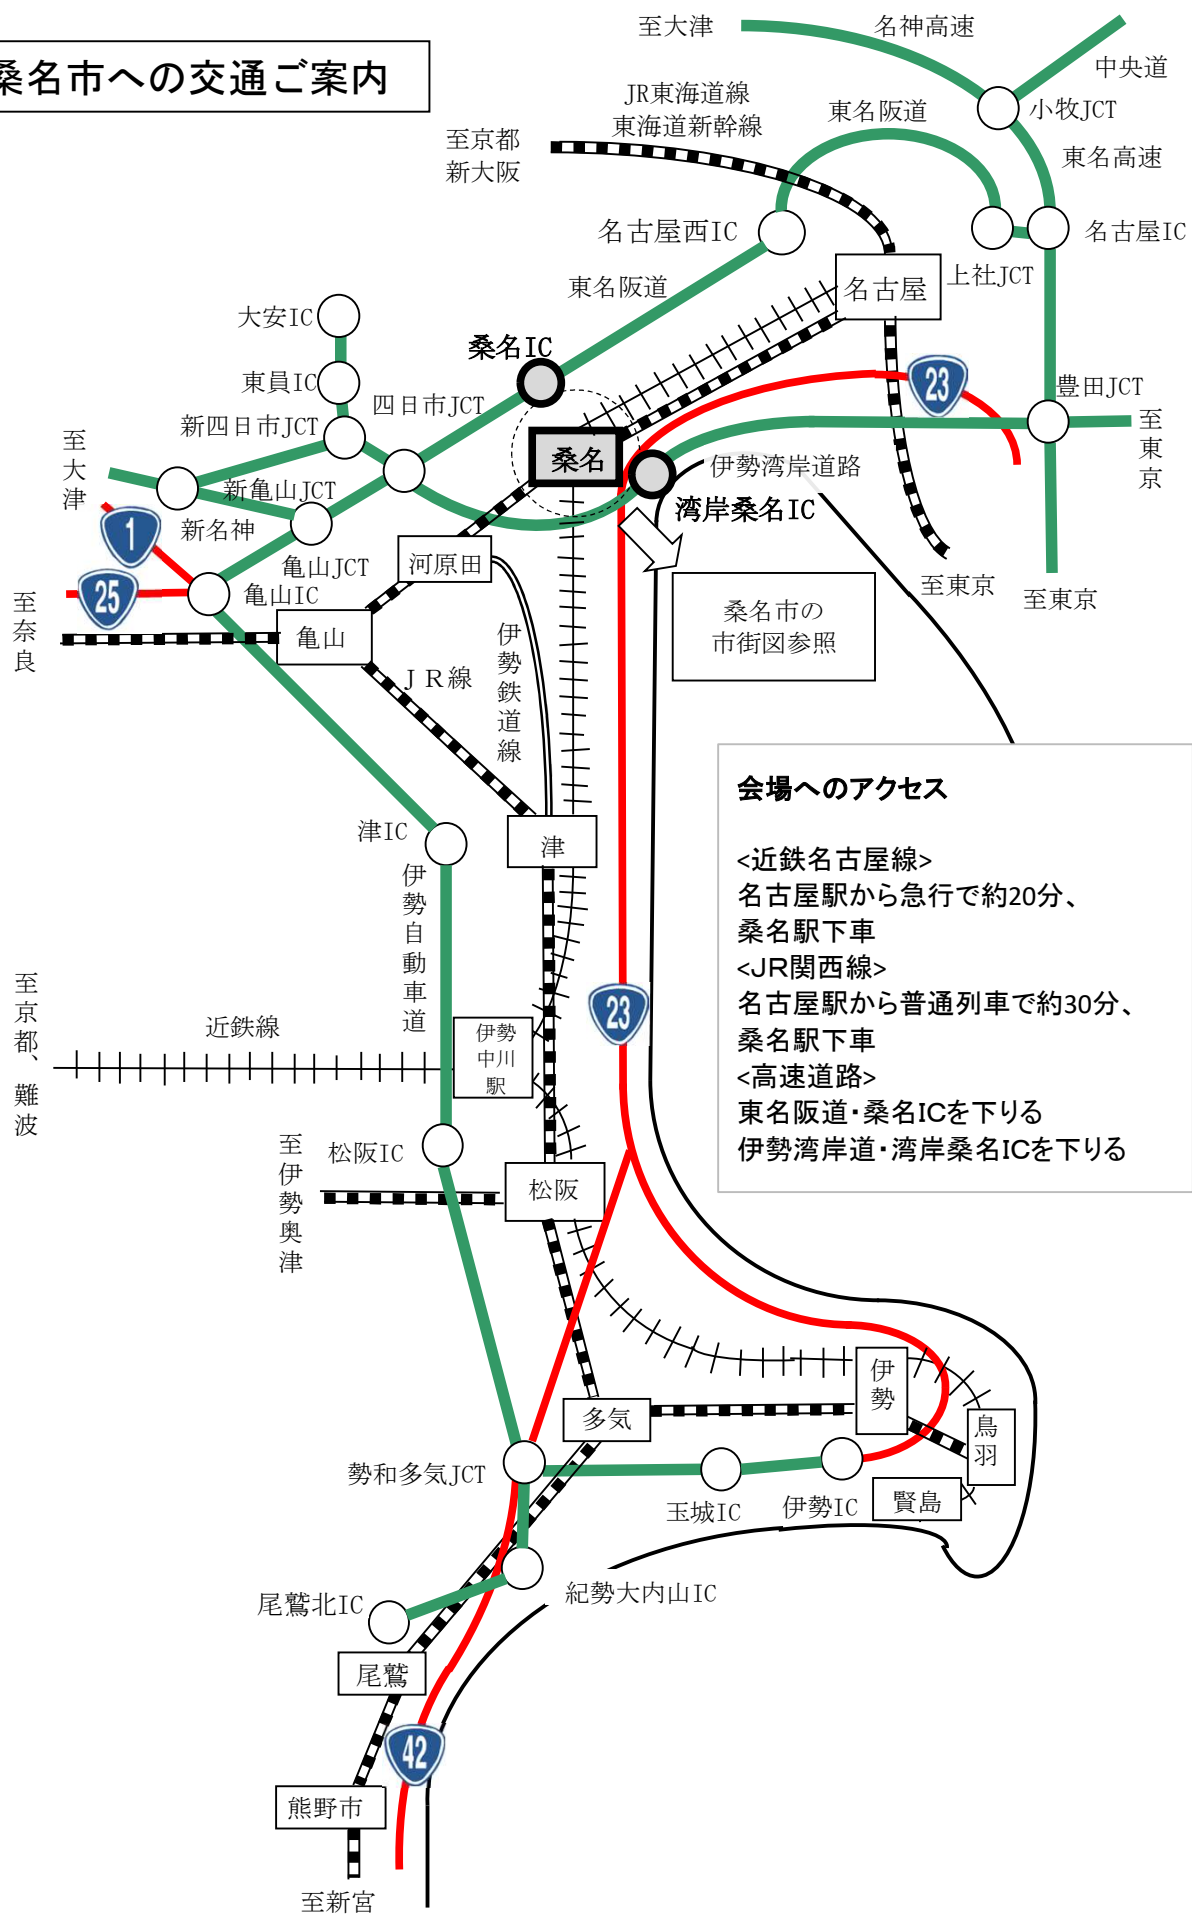 桑名市への交通ご案内
至大津
名神高速
中央道
小牧JCT
JR東海道線
東海道新幹線
東名阪道
東名高速
至京都
新大阪
名古屋西IC
名古屋IC
上社JCT
名古屋
東名阪道
大安IC
桑名IC
東員IC
四日市JCT
新四日市JCT
23
豊田JCT
至東京
至大津
桑名
伊勢湾岸道路
湾岸桑名IC
新亀山JCT
新名神
1
亀山JCT
河原田
25
亀山IC
至奈良
亀山
JR線
伊勢鉄道線
至東京
至東京
桑名市の
市街図参照
会場へのアクセス
<近鉄名古屋線>
名古屋駅から急行で約20分、
桑名駅下車
<JR関西線>
名古屋駅から普通列車で約30分、
桑名駅下車
<高速道路>
東名阪道・桑名ICを下りる
伊勢湾岸道・湾岸桑名ICを下りる
津IC
津
伊勢自動車道
至京都、難波
近鉄線
伊勢
中川
駅
23
至伊勢奥津
松阪IC
松阪
伊勢
多気
鳥羽
勢和多気JCT
玉城IC
伊勢IC
賢島
紀勢大内山IC
尾鷲北IC
尾鷲
42
熊野市
至新宮